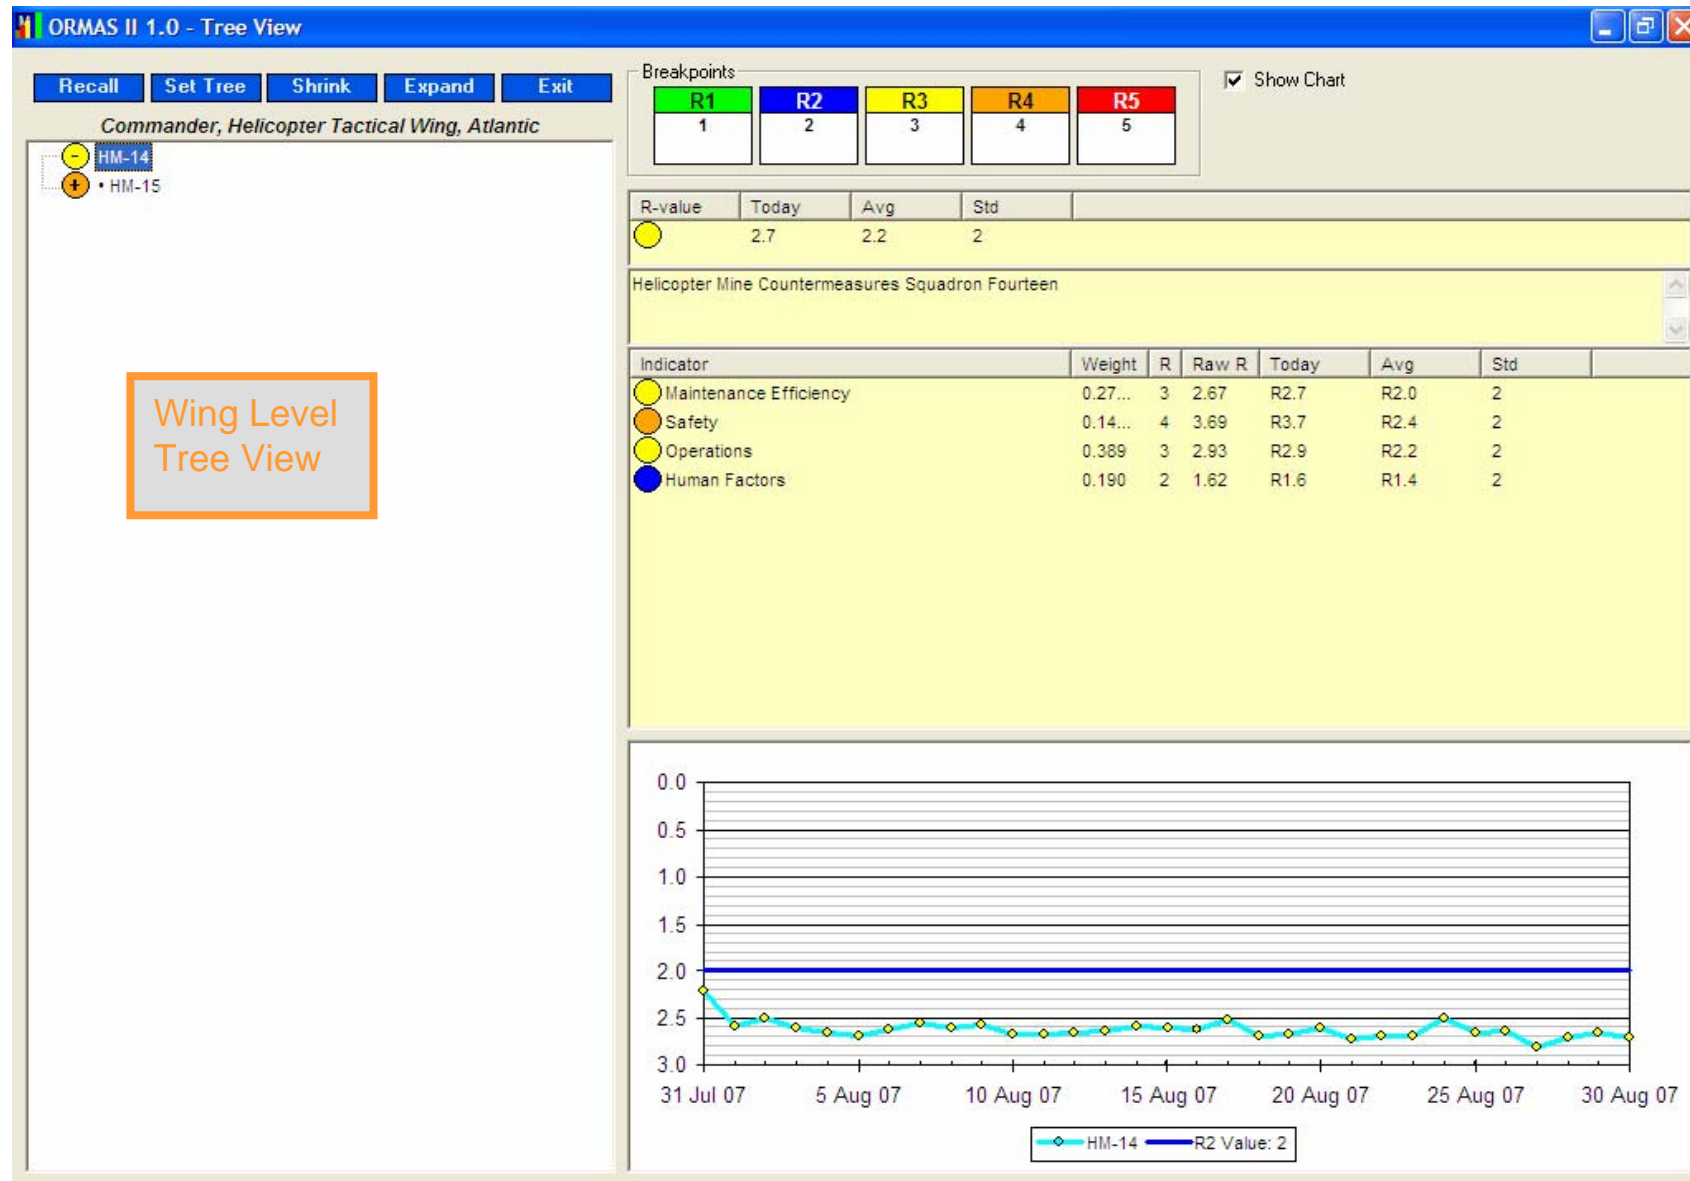 ORMAS II 1.0 - Tree View
Recall Set Tree Shrink Expand Exit
Commander, Helicopter Tactical Wing, Atlantic
HM-14
HM-15
Wing Level
Tree View
Breakpoints
R1 R2 R3 R4 R5
1 2 3 4 5
Show Chart
R-value Today Avg Std
2.7 2.2 2
Helicopter Mine Countermeasures Squadron Fourteen
Indicator Weight R Raw R Today Avg Std
Maintenance Efficiency 0.27... 3 2.67 R2.7 R2.0 2
Safety 0.14... 4 3.69 R3.7 R2.4 2
Operations 0.389 3 2.93 R2.9 R2.2 2
Human Factors 0.190 2 1.62 R1.6 R1.4 2
0.0
0.5
1.0
1.5
2.0
2.5
3.0
31 Jul 07 5 Aug 07 10 Aug 07 15 Aug 07 20 Aug 07 25 Aug 07 30 Aug 07
HM-14 R2 Value: 2